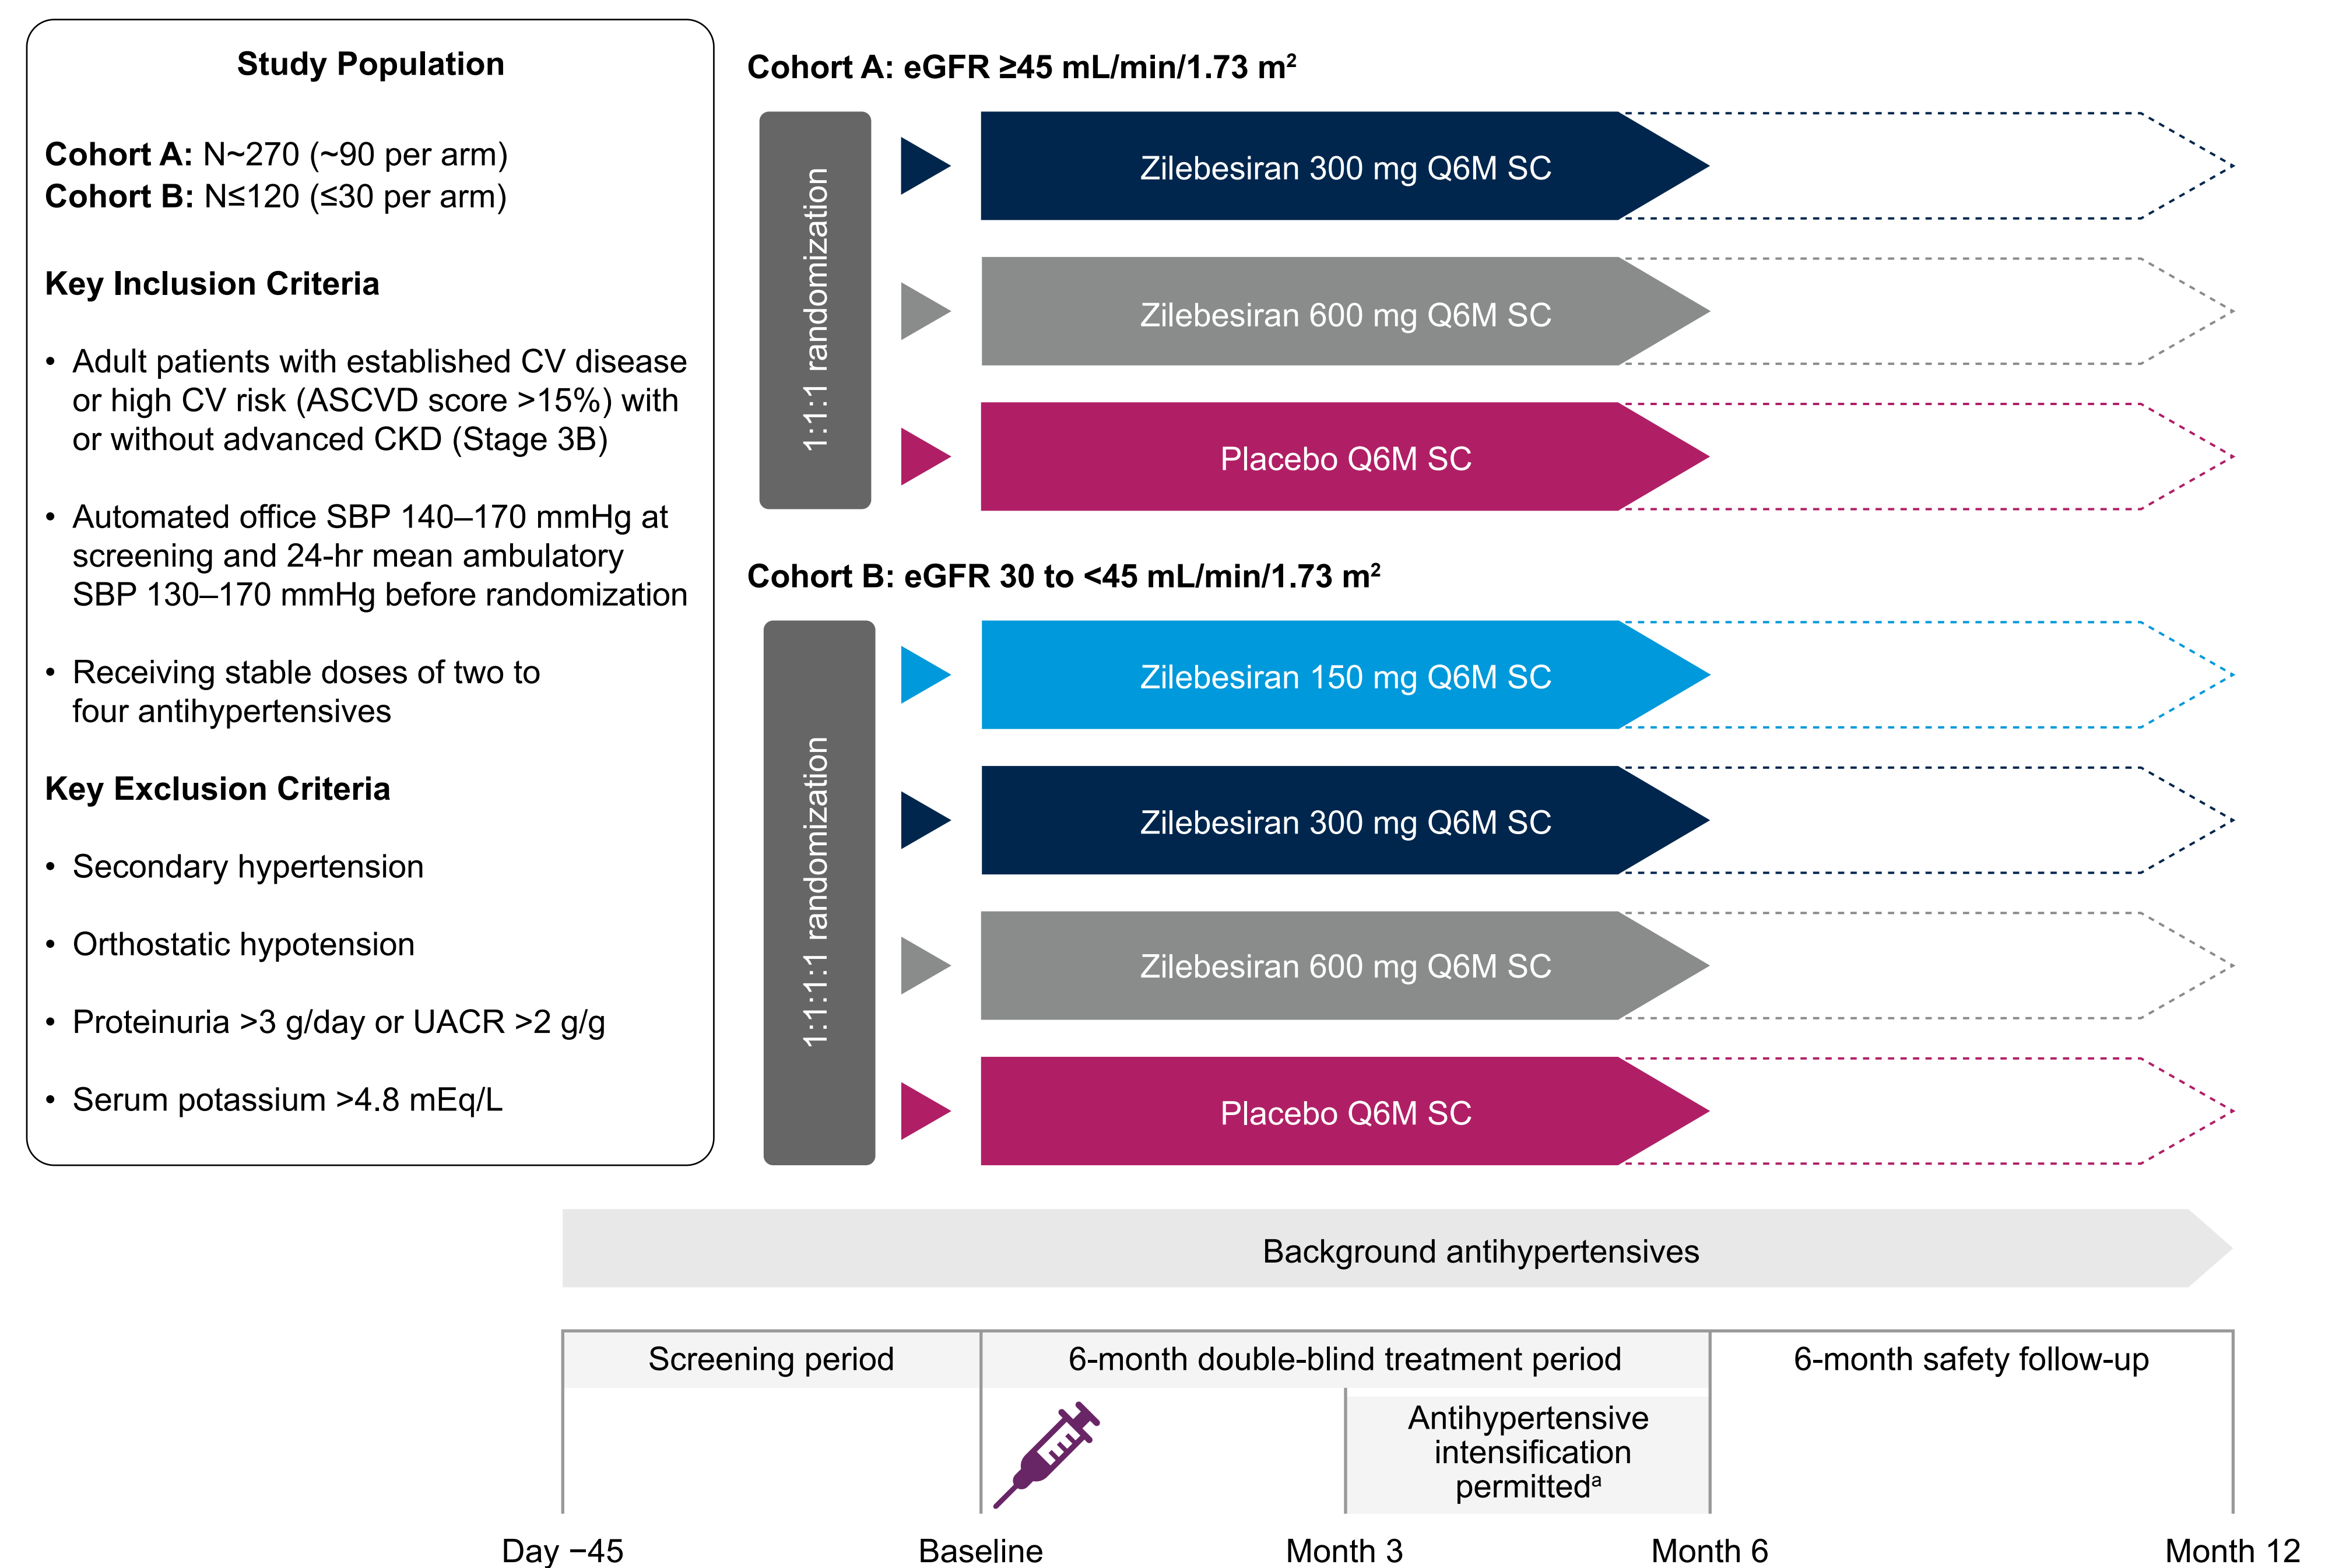 Study Population
Cohort A: N~270 (~90 per arm)
Cohort B: N≤120 (≤30 per arm)
Key Inclusion Criteria
• Adult patients with established CV disease
or high CV risk (ASCVD score >15%) with
or without advanced CKD (Stage 3B)
• Automated office SBP 140–170 mmHg at
screening and 24-hr mean ambulatory
SBP 130–170 mmHg before randomization
• Receiving stable doses of two to
four antihypertensives
Key Exclusion Criteria
• Secondary hypertension
• Orthostatic hypotension
• Proteinuria >3 g/day or UACR >2 g/g
• Serum potassium >4.8 mEq/L
Cohort A: eGFR ≥45 mL/min/1.73 m²
1:1:1 randomization
Zilebesiran 300 mg Q6M SC
Zilebesiran 600 mg Q6M SC
Placebo Q6M SC
Cohort B: eGFR 30 to <45 mL/min/1.73 m²
1:1:1:1 randomization
Zilebesiran 150 mg Q6M SC
Zilebesiran 300 mg Q6M SC
Zilebesiran 600 mg Q6M SC
Placebo Q6M SC
Background antihypertensives
Screening period
6-month double-blind treatment period
6-month safety follow-up
Antihypertensive
intensification
permittedᵃ
Day −45
Baseline
Month 3
Month 6
Month 12